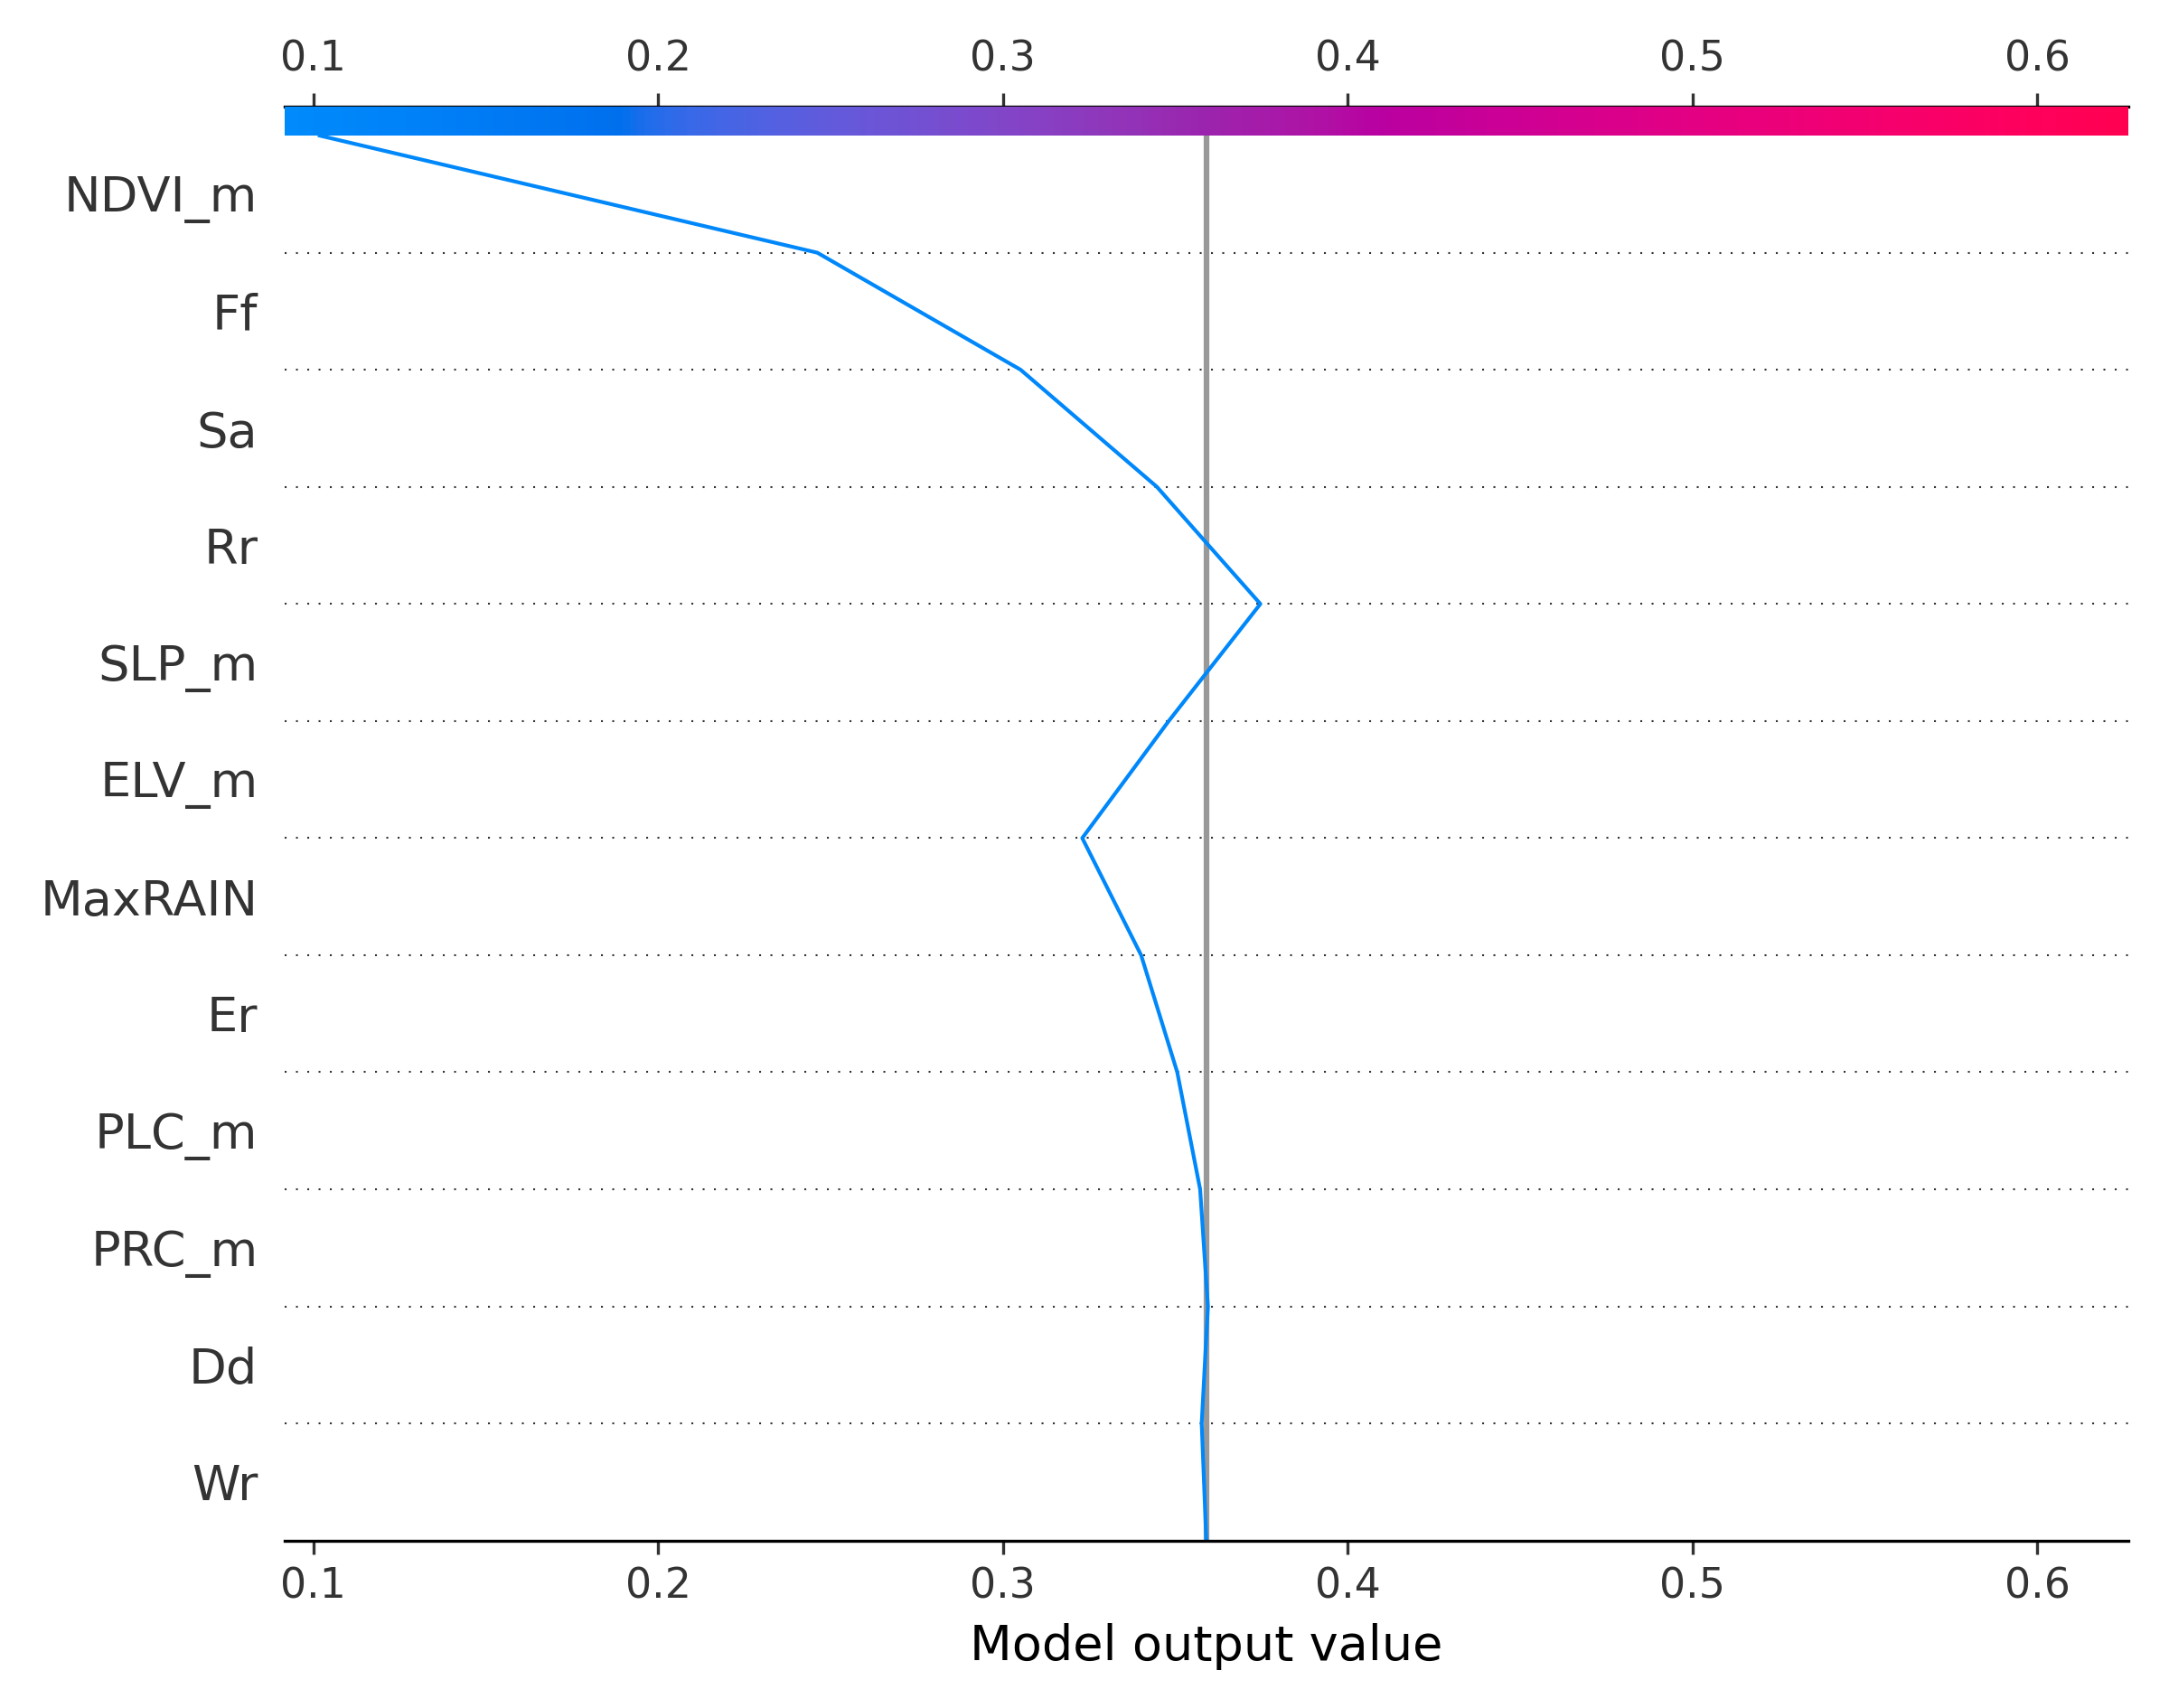 0.1 0.2 0.3 0.4 0.5 0.6
NDVI_m
Ff
Sa
Rr
SLP_m
ELV_m
MaxRAIN
Er
PLC_m
PRC_m
Dd
Wr
0.1 0.2 0.3 0.4 0.5 0.6
Model output value